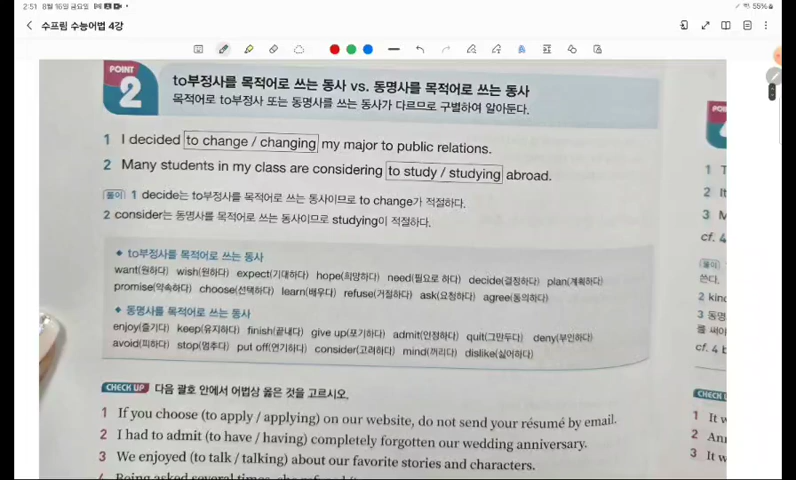 2:51 8월 16일 금요일
55%
수프림 수능어법 4강
POINT
2
to부정사를 목적어로 쓰는 동사 vs. 동명사를 목적어로 쓰는 동사
목적어로 to부정사 또는 동명사를 쓰는 동사가 다르므로 구별하여 알아둔다.
1 I decided to change / changing my major to public relations.
2 Many students in my class are considering to study / studying abroad.
풀이 1 decide는 to부정사를 목적어로 쓰는 동사이므로 to change가 적절하다.
2 consider는 동명사를 목적어로 쓰는 동사이므로 studying이 적절하다.
◆ to부정사를 목적어로 쓰는 동사
want(원하다) wish(원하다) expect(기대하다) hope(희망하다) need(필요로 하다) decide(결정하다) plan(계획하다)
promise(약속하다) choose(선택하다) learn(배우다) refuse(거절하다) ask(요청하다) agree(동의하다)
◆ 동명사를 목적어로 쓰는 동사
enjoy(즐기다) keep(유지하다) finish(끝내다) give up(포기하다) admit(인정하다) quit(그만두다) deny(부인하다)
avoid(피하다) stop(멈추다) put off(연기하다) consider(고려하다) mind(꺼리다) dislike(싫어하다)
CHECK UP 다음 괄호 안에서 어법상 옳은 것을 고르시오.
1 If you choose (to apply / applying) on our website, do not send your résumé by email.
2 I had to admit (to have / having) completely forgotten our wedding anniversary.
3 We enjoyed (to talk / talking) about our favorite stories and characters.
4 Being asked several times, she refused
1
2 It
3
cf. 4
풀이
쓴다.
2 kind
3 동명
를 써야
cf. 4 b
CHECK
1 It w
2 Ann
3 It w